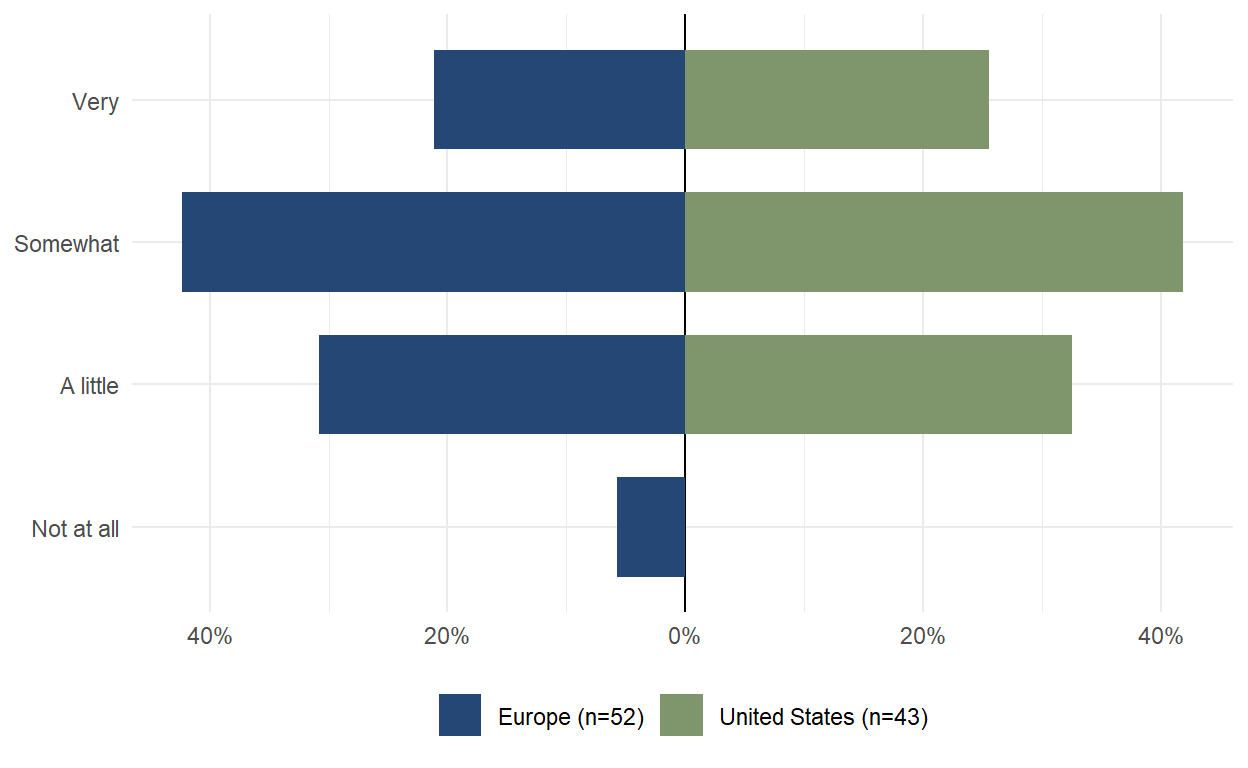 Very
Somewhat
A little
Not at all
40% 20% 0% 20% 40%
Europe (n=52) United States (n=43)